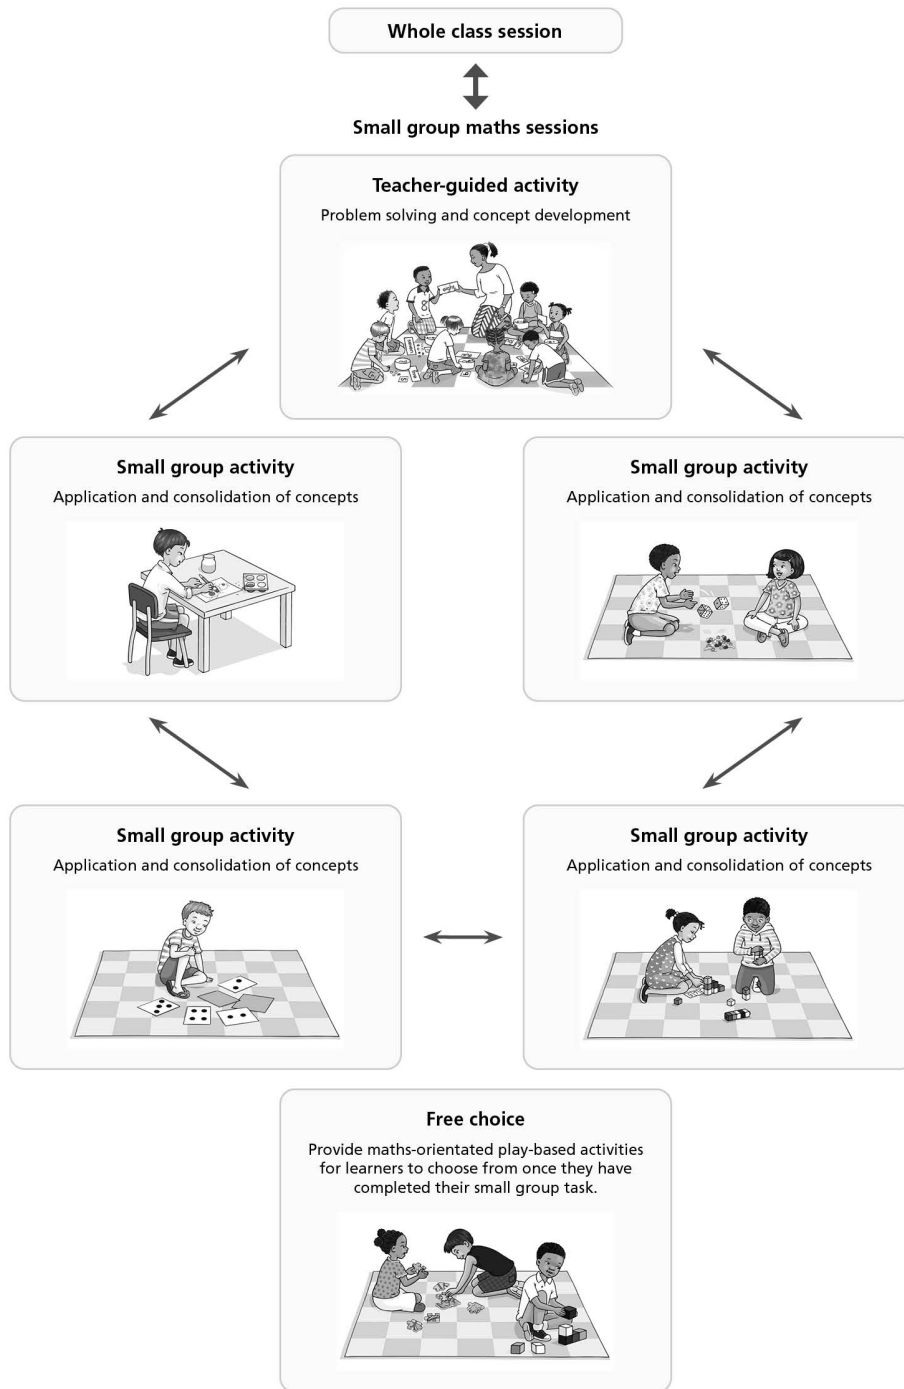 Whole class session
Small group maths sessions
Teacher-guided activity
Problem solving and concept development
Small group activity
Application and consolidation of concepts
Small group activity
Application and consolidation of concepts
Small group activity
Application and consolidation of concepts
Small group activity
Application and consolidation of concepts
Free choice
Provide maths-orientated play-based activities
for learners to choose from once they have
completed their small group task.